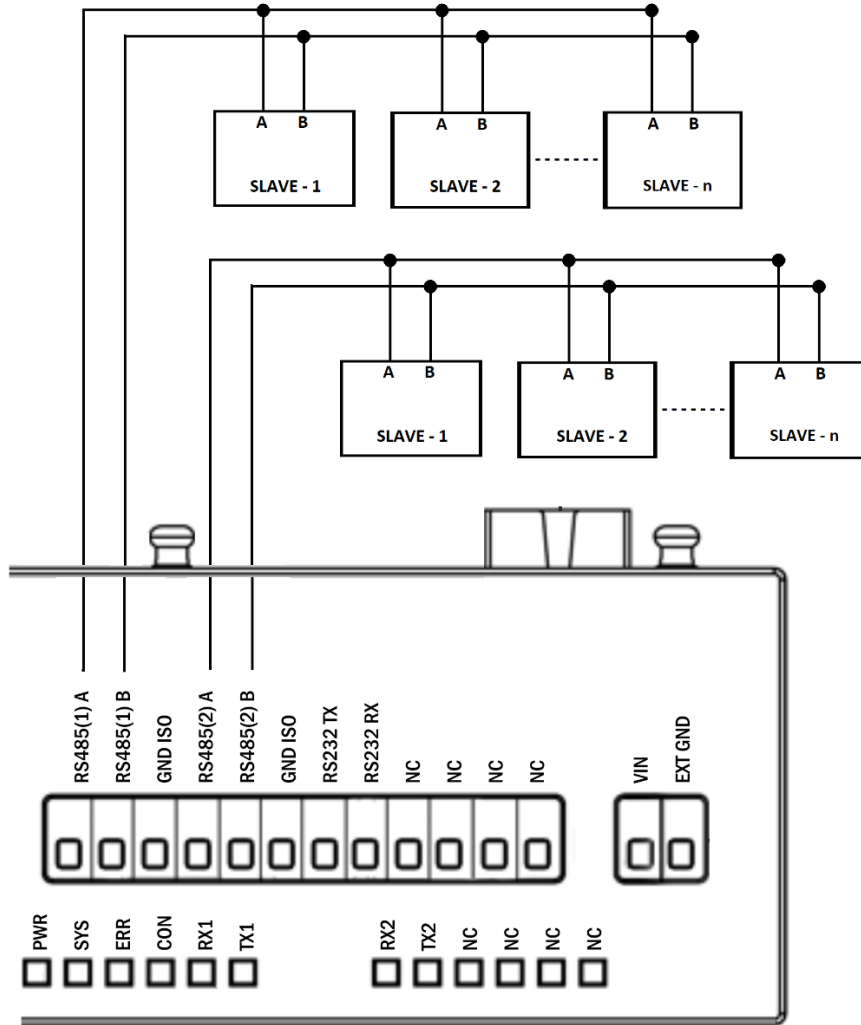 A B A B A B
SLAVE - 1 SLAVE - 2 SLAVE - n
A B A B A B
SLAVE - 1 SLAVE - 2 SLAVE - n
RS485(1) A
RS485(1) B
GND ISO
RS485(2) A
RS485(2) B
GND ISO
RS232 TX
RS232 RX
NC
NC
NC
NC
VIN
EXT GND
PWR
SYS
ERR
CON
RX1
TX1
RX2
TX2
NC
NC
NC
NC